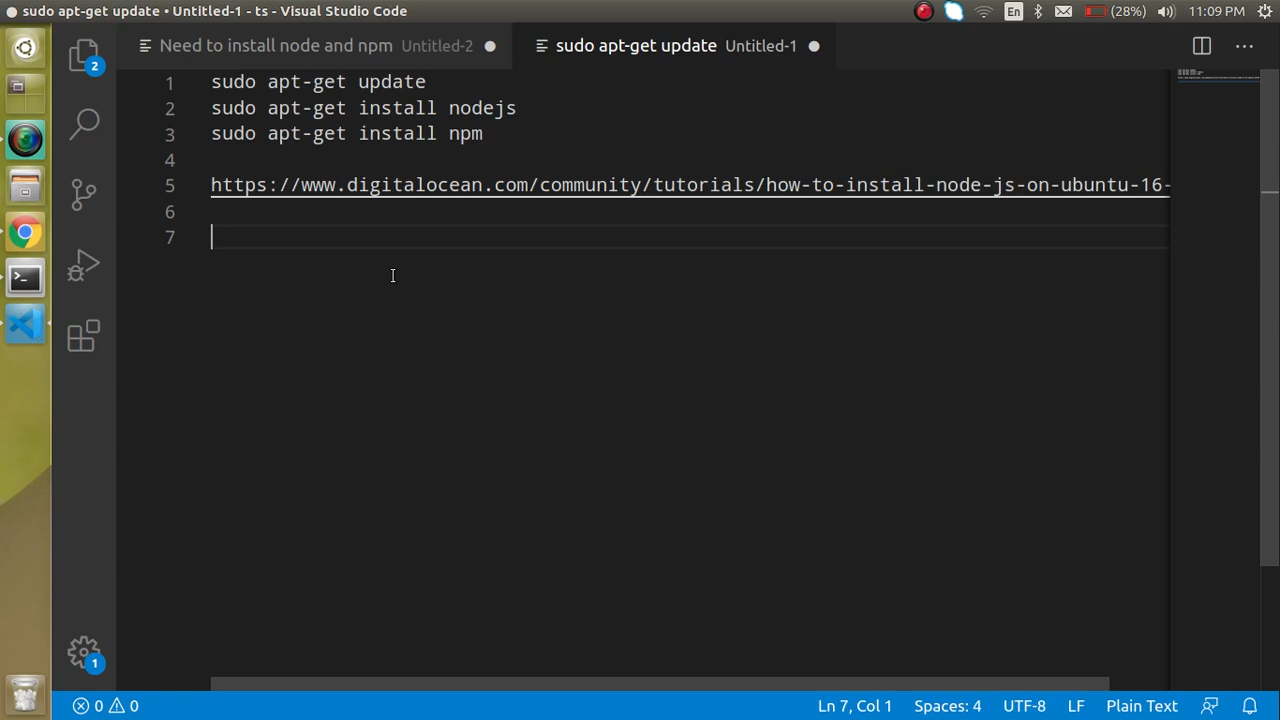 sudo apt-get update • Untitled-1 - ts - Visual Studio Code
En
(28%)
11:09 PM
Need to install node and npm Untitled-2
sudo apt-get update Untitled-1
2
1 sudo apt-get update
2 sudo apt-get install nodejs
3 sudo apt-get install npm
4
5 https://www.digitalocean.com/community/tutorials/how-to-install-node-js-on-ubuntu-16-
6
7
1
0 0
Ln 7, Col 1
Spaces: 4
UTF-8
LF
Plain Text